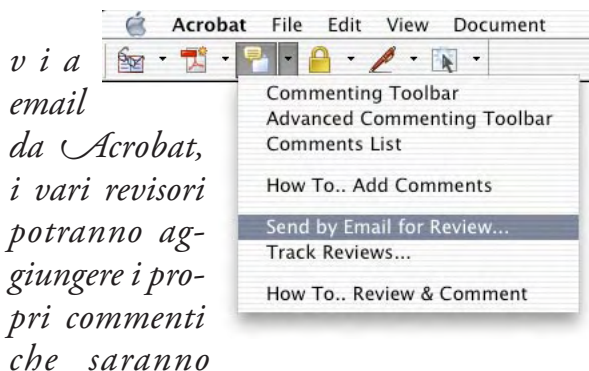 Acrobat File Edit View Document
Commenting Toolbar
Advanced Commenting Toolbar
Comments List
How To.. Add Comments
Send by Email for Review...
Track Reviews...
How To.. Review & Comment
via
email
da Acrobat,
i vari revisori
potranno ag-
giungere i pro-
pri commenti
che saranno